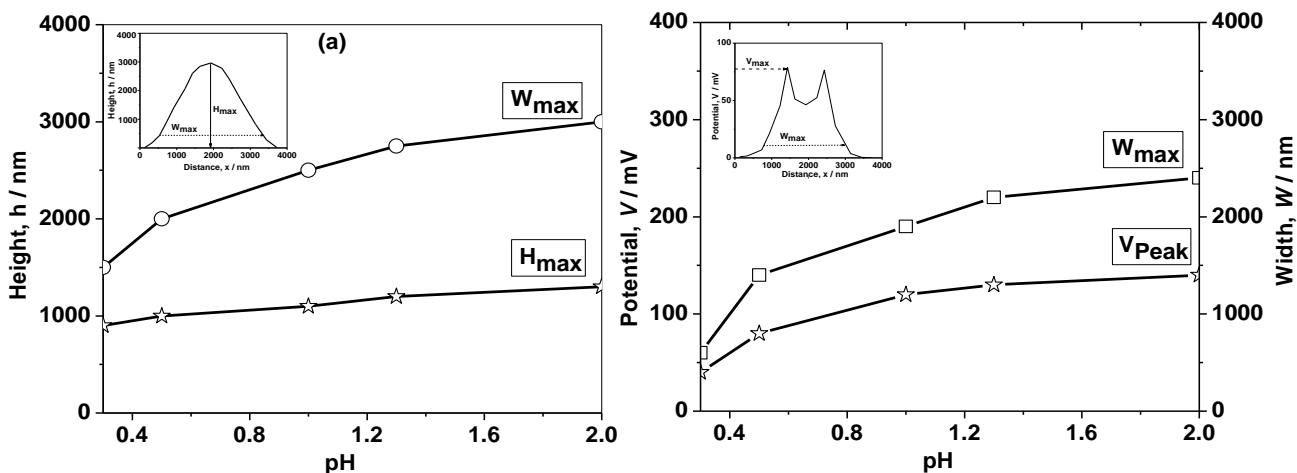 (a)
Height, h / nm
4000
3000
2000
1000
0
0.4
0.8
1.2
1.6
2.0
pH
Wmax
Hmax
Height, h / nm
4000
3000
2000
1000
0
1000
2000
3000
4000
Distance, x / nm
Wmax
Hmax
Potential, V / mV
400
300
200
100
0
0.4
0.8
1.2
1.6
2.0
pH
Width, W / nm
4000
3000
2000
1000
0
Wmax
VPeak
Potential, V / mV
100
50
0
0
1000
2000
3000
4000
Distance, x / nm
Vmax
Wmax